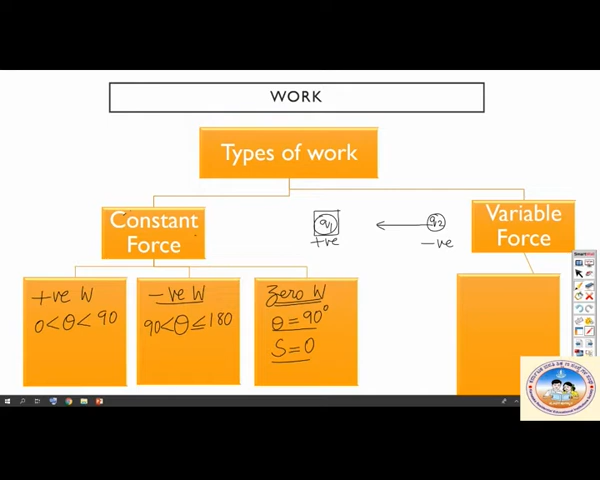 WORK
Types of work
Constant
Force
q1
+ve
q2
-ve
Variable
Force
+ve W
0<θ< 90
-ve W
90<θ≤180
Zero W
θ=90°
S=0